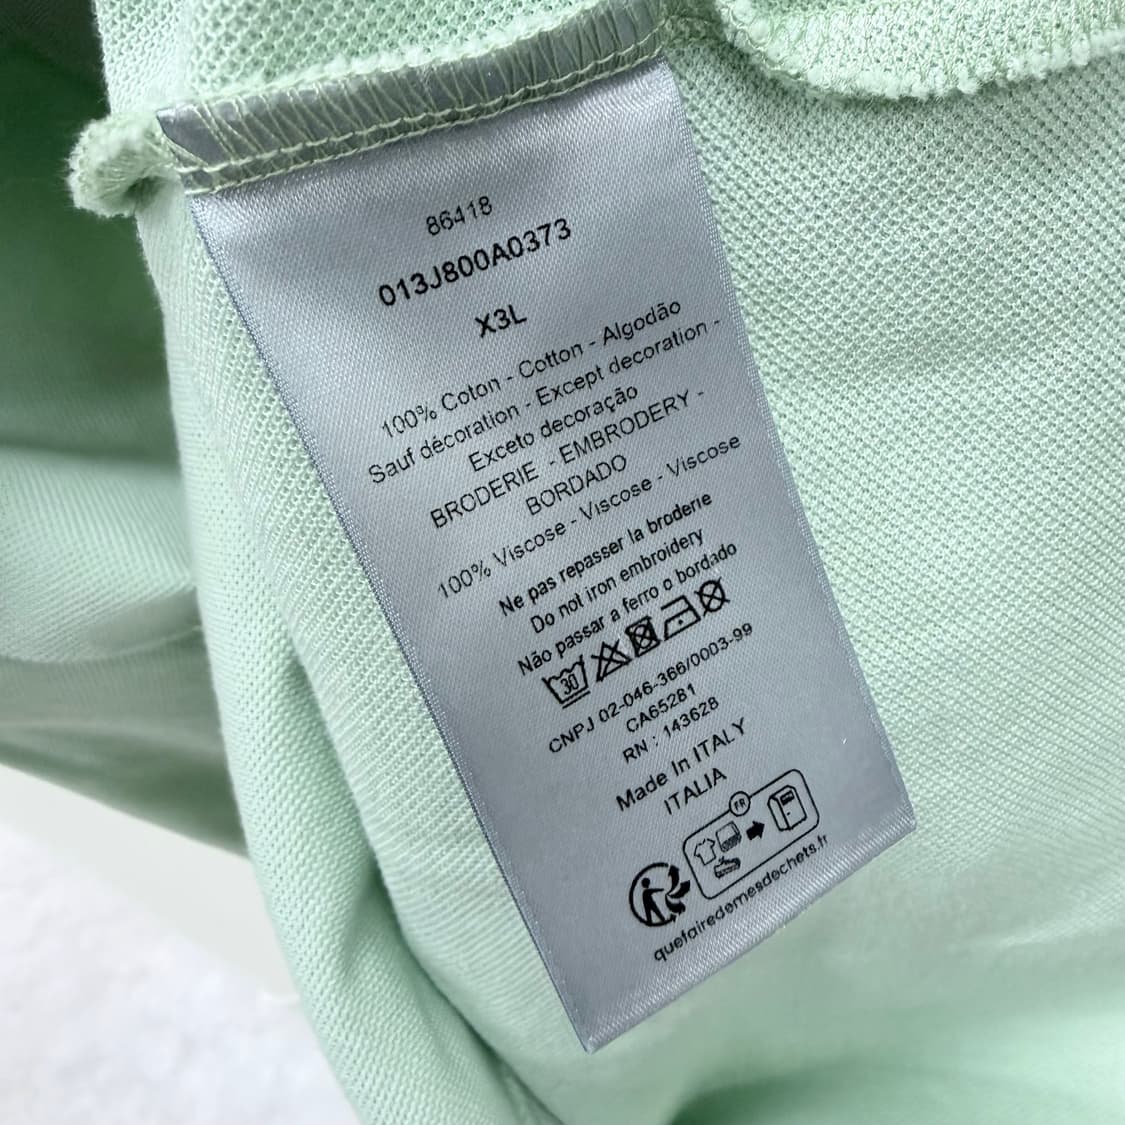 86418
013J800A0373
X3L
100% Coton - Cotton - Algodão
Sauf décoration - Except decoration -
Exceto decoração
BRODERIE - EMBRODERY -
BORDADO
100% Viscose - Viscose - Viscose
Ne pas repasser la broderie
Do not iron embroidery
Não passar a ferro o bordado
30
CNPJ 02-046-366/0003-99
CA65281
RN : 143628
Made In ITALY
ITALIA
FR
quefairedemesdechets.fr